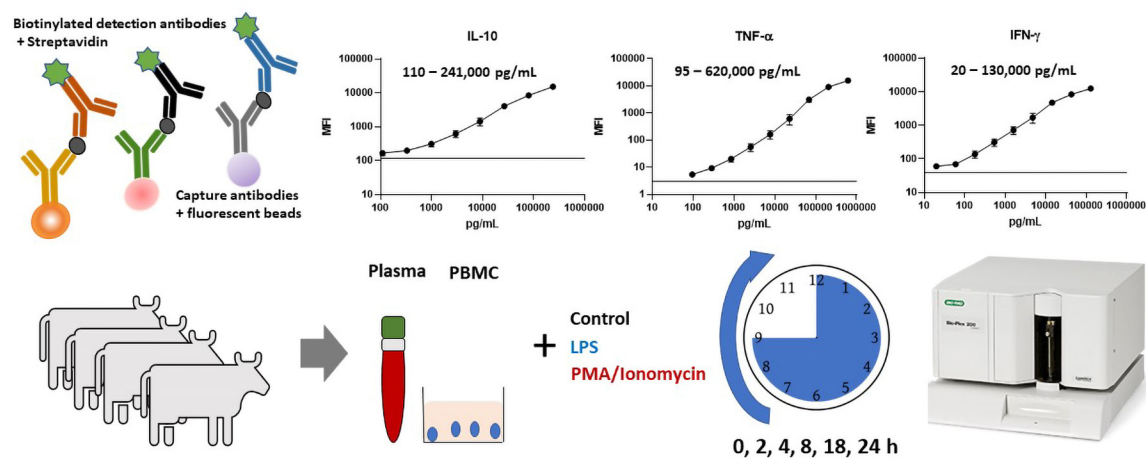 Biotinylated detection antibodies
+ Streptavidin
Capture antibodies
+ fluorescent beads
IL-10
110 – 241,000 pg/mL
MFI
100000
10000
1000
100
10
100
1000
10000
100000
1000000
pg/mL
TNF-α
95 – 620,000 pg/mL
MFI
100000
10000
1000
100
10
1
10
100
1000
10000
100000
1000000
pg/mL
IFN-γ
20 – 130,000 pg/mL
MFI
100000
10000
1000
100
10
10
100
1000
10000
100000
1000000
pg/mL
Plasma
PBMC
+
Control
LPS
PMA/Ionomycin
12
1
2
3
4
5
6
7
8
9
10
11
0, 2, 4, 8, 18, 24 h
BIO-RAD
Bio-Plex 200